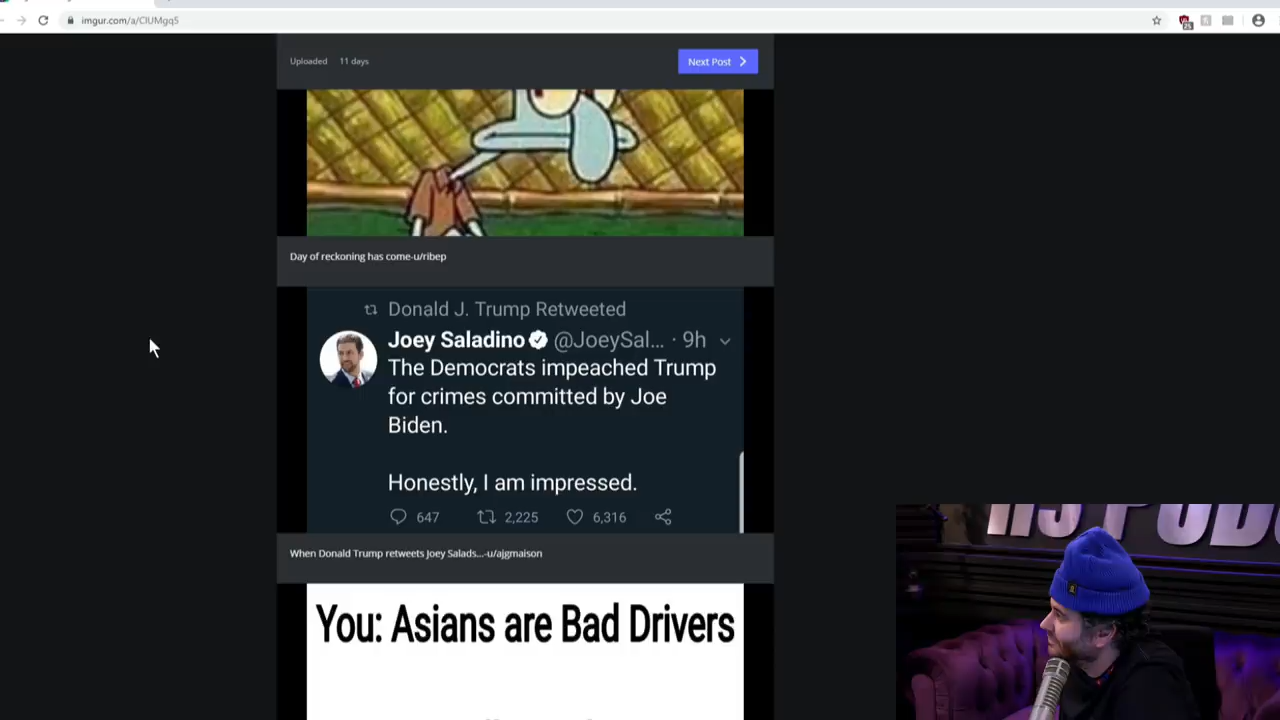 imgur.com/a/ClUMgq5
Uploaded 11 days
Next Post
Day of reckoning has come-u/ribep
Donald J. Trump Retweeted
Joey Saladino @JoeySal... · 9h
The Democrats impeached Trump
for crimes committed by Joe
Biden.
Honestly, I am impressed.
647 2,225 6,316
When Donald Trump retweets Joey Salads...-u/ajgmaison
You: Asians are Bad Drivers